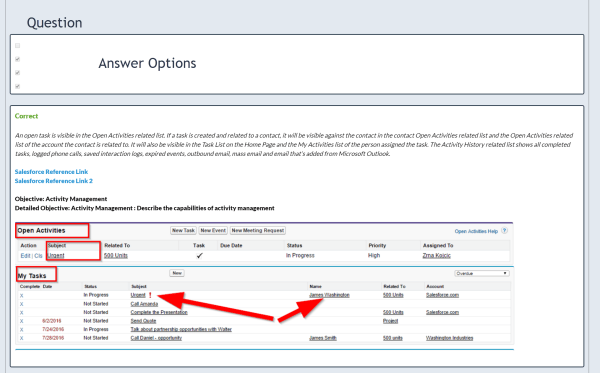 Question
Answer Options
Correct
An open task is visible in the Open Activities related list. If a task is created and related to a contact, it will be visible against the contact in the contact Open Activities related list and the Open Activities related
list of the account the contact is related to. It will also be visible in the Task List on the Home Page and the My Activities list of the person assigned the task. The Activity History related list shows all completed
tasks, logged phone calls, saved interaction logs, expired events, outbound email, mass email and email that's added from Microsoft Outlook.
Salesforce Reference Link
Salesforce Reference Link 2
Objective: Activity Management
Detailed Objective: Activity Management : Describe the capabilities of activity management
Open Activities New Task New Event New Meeting Request Open Activities Help (?)
Action Subject Related To Task Due Date Status Priority Assigned To
Edit | Cls Urgent 500 Units ✓ In Progress High Zrna Kojcic
My Tasks New Overdue
Complete Date Status Subject Name Related To Account
X In Progress Urgent ! James Washington 500 Units Salesforce.com
X Not Started Call Amanda
X Not Started Complete the Presentation 500 Units Salesforce.com
X 6/2/2016 Not Started Send Quote Project
X 7/24/2016 In Progress Talk about partnership opportunities with Walter
X 7/28/2016 Not Started Call Daniel - opportunity James Smith 500 units Washington Industries